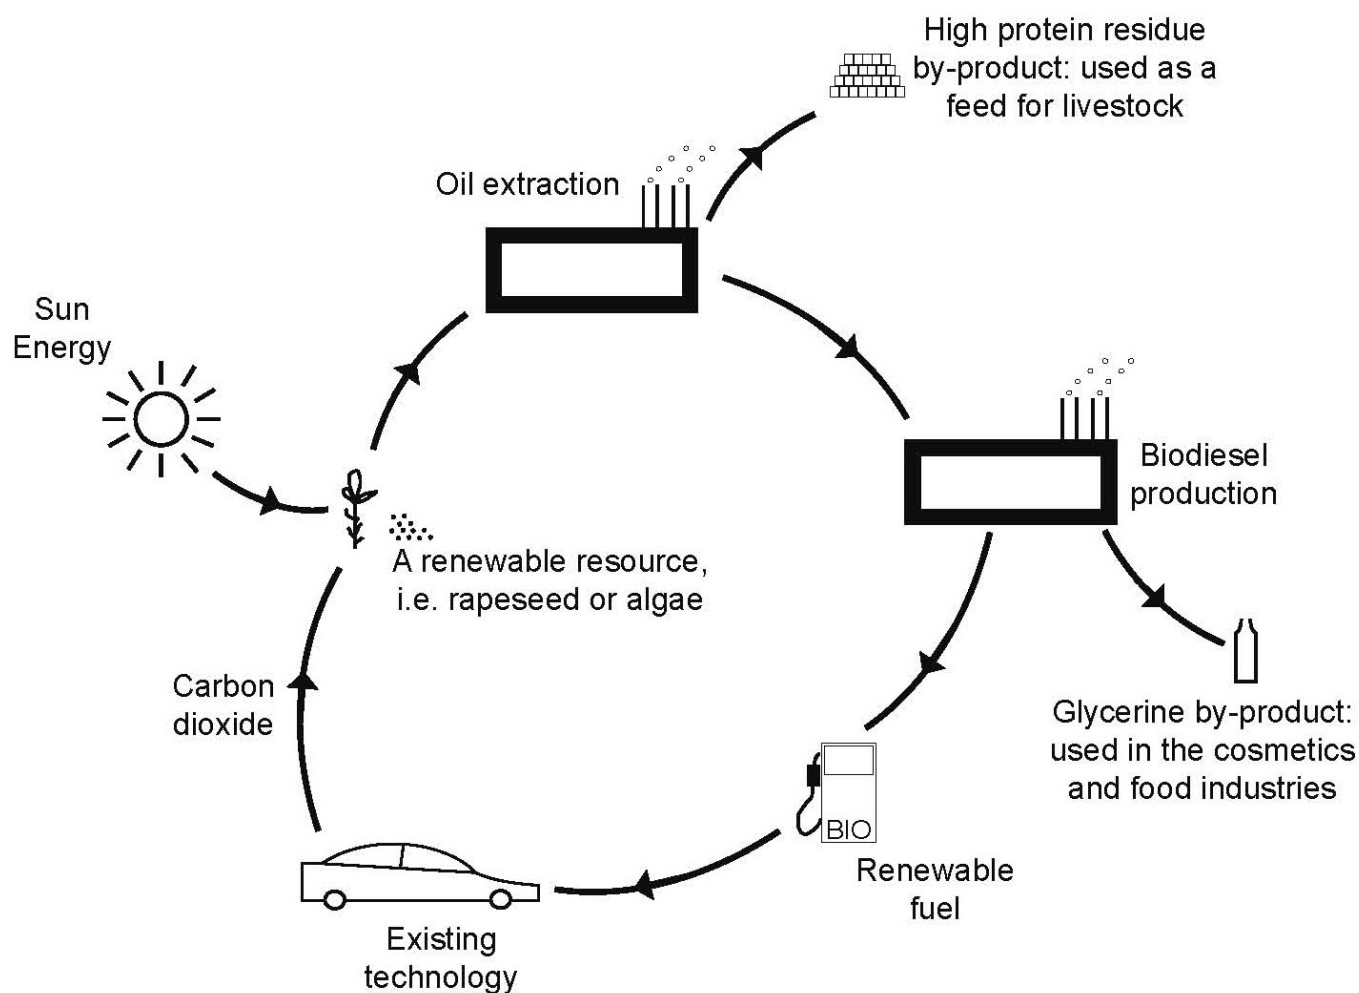 High protein residue
by-product: used as a
feed for livestock
Oil extraction
Sun
Energy
Biodiesel
production
A renewable resource,
i.e. rapeseed or algae
Carbon
dioxide
Glycerine by-product:
used in the cosmetics
and food industries
BIO
Renewable
fuel
Existing
technology